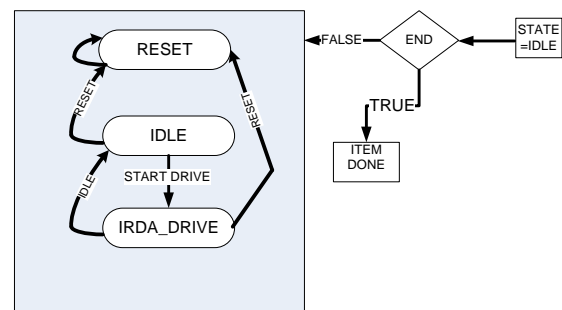 RESET
FALSE
END
STATE
=IDLE
RESET
RESET
TRUE
IDLE
ITEM
DONE
START DRIVE
IDLE
IRDA_DRIVE